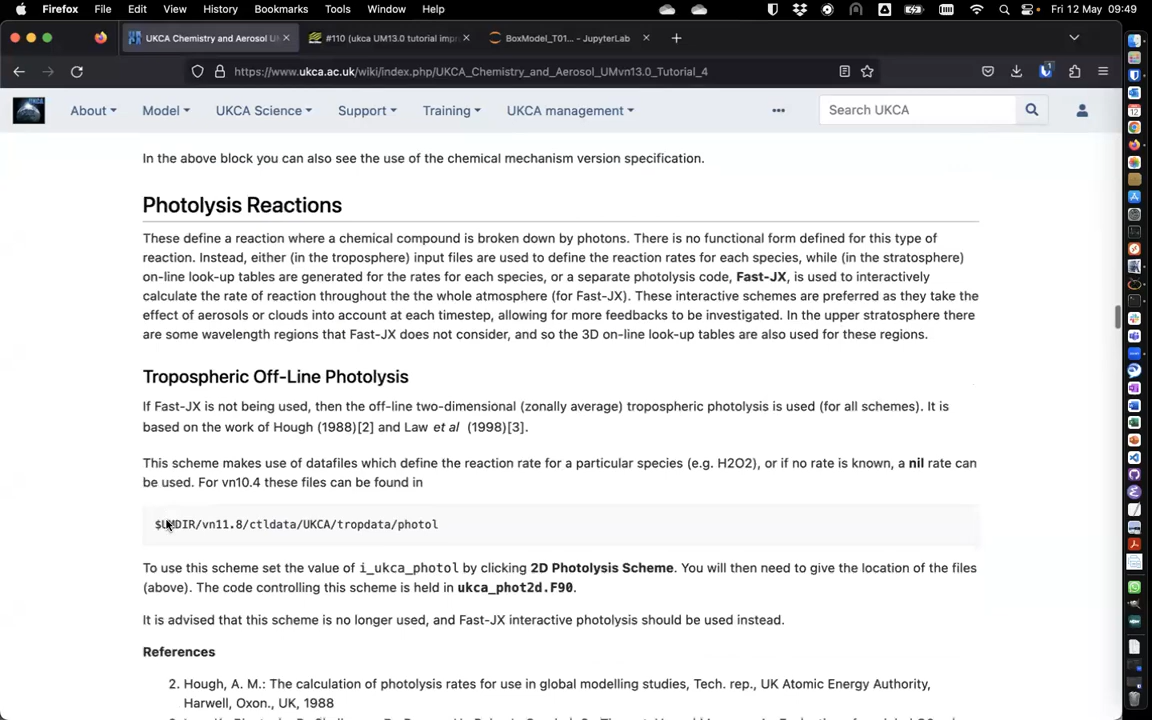 Firefox File Edit View History Bookmarks Tools Window Help Fri 12 May 09:49
UKCA Chemistry and Aerosol UM #110 (ukca UM13.0 tutorial impr BoxModel_T01... - JupyterLab
https://www.ukca.ac.uk/wiki/index.php/UKCA_Chemistry_and_Aerosol_UMvn13.0_Tutorial_4
About Model UKCA Science Support Training UKCA management Search UKCA
In the above block you can also see the use of the chemical mechanism version specification.
Photolysis Reactions
These define a reaction where a chemical compound is broken down by photons. There is no functional form defined for this type of
reaction. Instead, either (in the troposphere) input files are used to define the reaction rates for each species, while (in the stratosphere)
on-line look-up tables are generated for the rates for each species, or a separate photolysis code, Fast-JX, is used to interactively
calculate the rate of reaction throughout the the whole atmosphere (for Fast-JX). These interactive schemes are preferred as they take the
effect of aerosols or clouds into account at each timestep, allowing for more feedbacks to be investigated. In the upper stratosphere there
are some wavelength regions that Fast-JX does not consider, and so the 3D on-line look-up tables are also used for these regions.
Tropospheric Off-Line Photolysis
If Fast-JX is not being used, then the off-line two-dimensional (zonally average) tropospheric photolysis is used (for all schemes). It is
based on the work of Hough (1988)[2] and Law et al (1998)[3].
This scheme makes use of datafiles which define the reaction rate for a particular species (e.g. H2O2), or if no rate is known, a nil rate can
be used. For vn10.4 these files can be found in
$UMDIR/vn11.8/ctldata/UKCA/tropdata/photol
To use this scheme set the value of i_ukca_photol by clicking 2D Photolysis Scheme. You will then need to give the location of the files
(above). The code controlling this scheme is held in ukca_phot2d.F90.
It is advised that this scheme is no longer used, and Fast-JX interactive photolysis should be used instead.
References
2. Hough, A. M.: The calculation of photolysis rates for use in global modelling studies, Tech. rep., UK Atomic Energy Authority,
Harwell, Oxon., UK, 1988